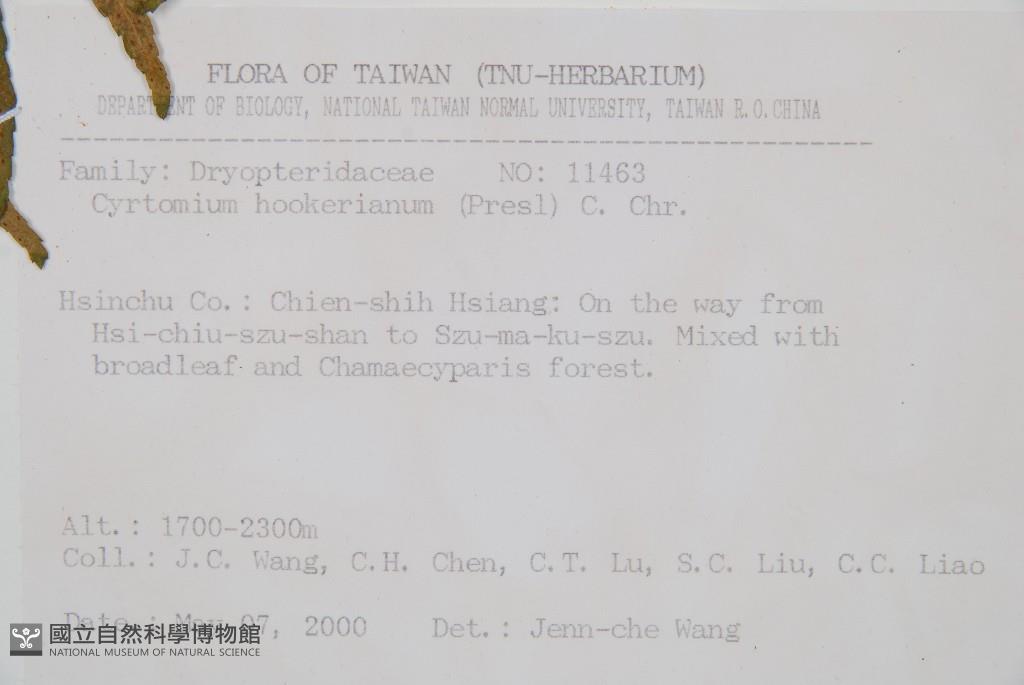 FLORA OF TAIWAN (TNU-HERBARIUM)
DEPARTMENT OF BIOLOGY, NATIONAL TAIWAN NORMAL UNIVERSITY, TAIWAN R.O.CHINA
Family: Dryopteridaceae NO: 11463
Cyrtomium hookerianum (Presl) C. Chr.
Hsinchu Co.: Chien-shih Hsiang: On the way from
Hsi-chiu-szu-shan to Szu-ma-ku-szu. Mixed with
broadleaf and Chamaecyparis forest.
Alt.: 1700-2300m
Coll.: J.C. Wang, C.H. Chen, C.T. Lu, S.C. Liu, C.C. Liao
Date.: May 07, 2000 Det.: Jenn-che Wang
國立自然科學博物館
NATIONAL MUSEUM OF NATURAL SCIENCE